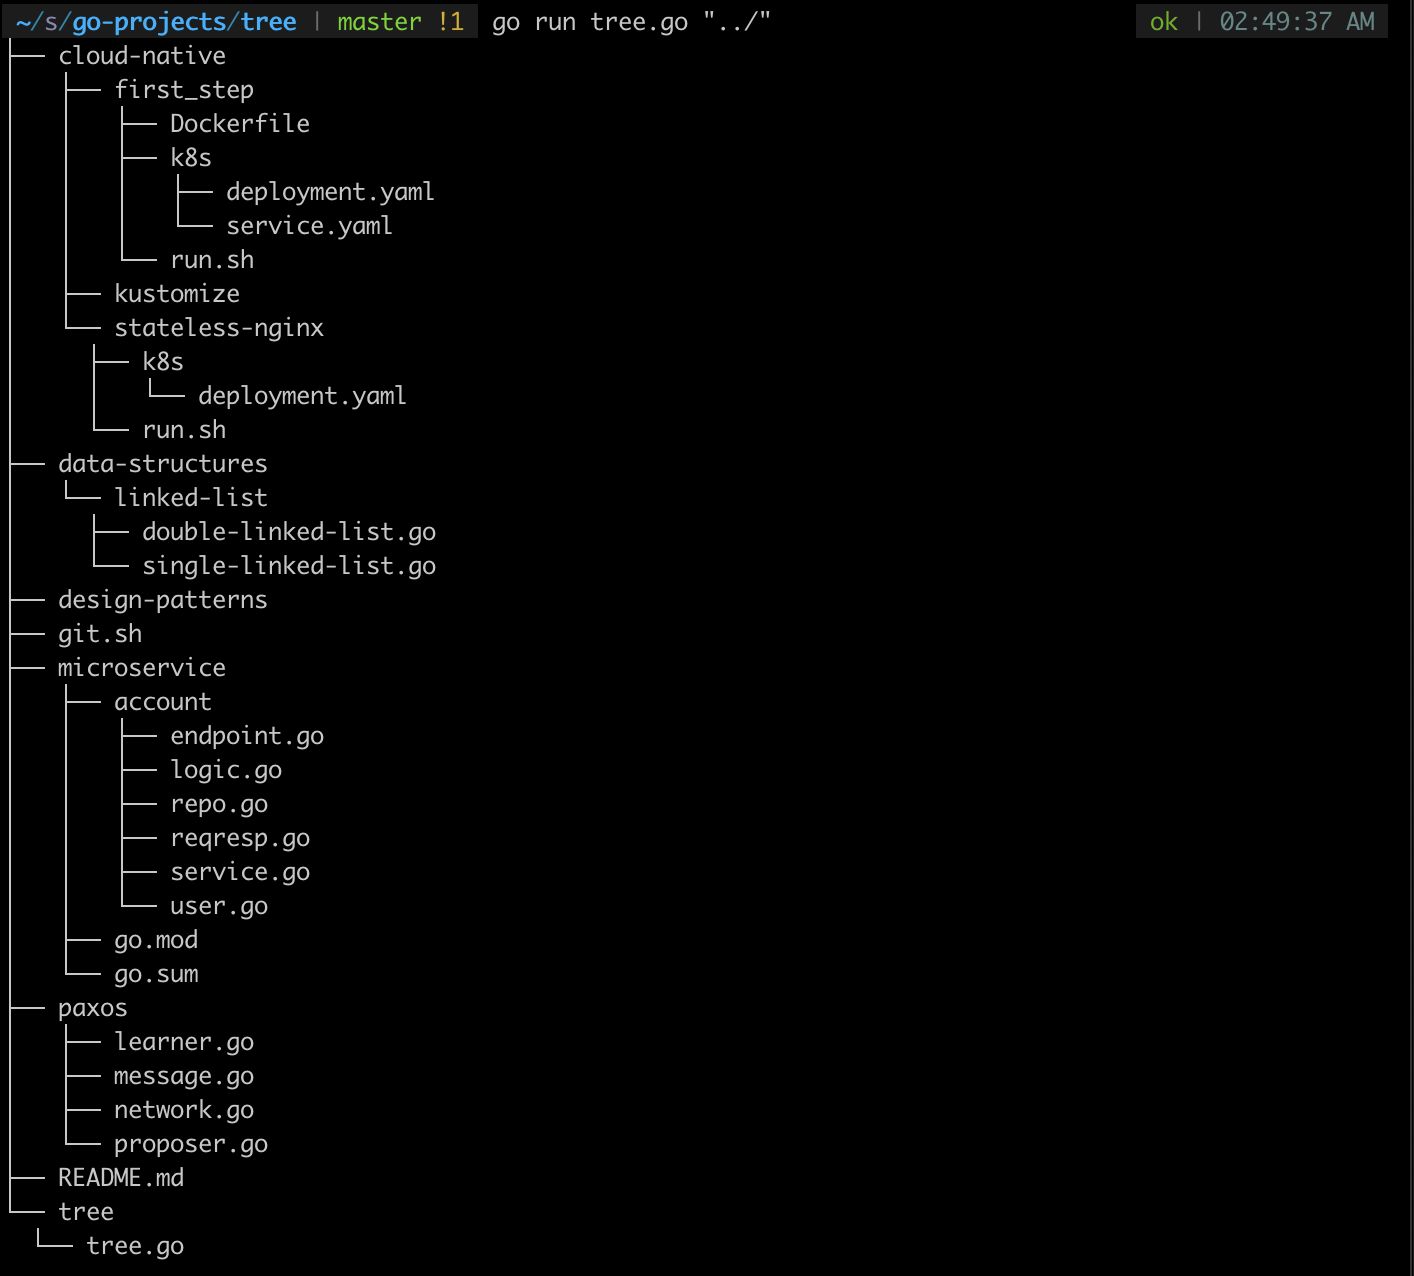 ~/s/go-projects/tree | master !1 go run tree.go "../" ok | 02:49:37 AM
├── cloud-native
│   ├── first_step
│   │   ├── Dockerfile
│   │   ├── k8s
│   │   │   ├── deployment.yaml
│   │   │   └── service.yaml
│   │   └── run.sh
│   ├── kustomize
│   └── stateless-nginx
│     ├── k8s
│     │   └── deployment.yaml
│     └── run.sh
├── data-structures
│   └── linked-list
│     ├── double-linked-list.go
│     └── single-linked-list.go
├── design-patterns
├── git.sh
├── microservice
│   ├── account
│   │   ├── endpoint.go
│   │   ├── logic.go
│   │   ├── repo.go
│   │   ├── reqresp.go
│   │   ├── service.go
│   │   └── user.go
│   ├── go.mod
│   └── go.sum
├── paxos
│   ├── learner.go
│   ├── message.go
│   ├── network.go
│   └── proposer.go
├── README.md
└── tree
  └── tree.go